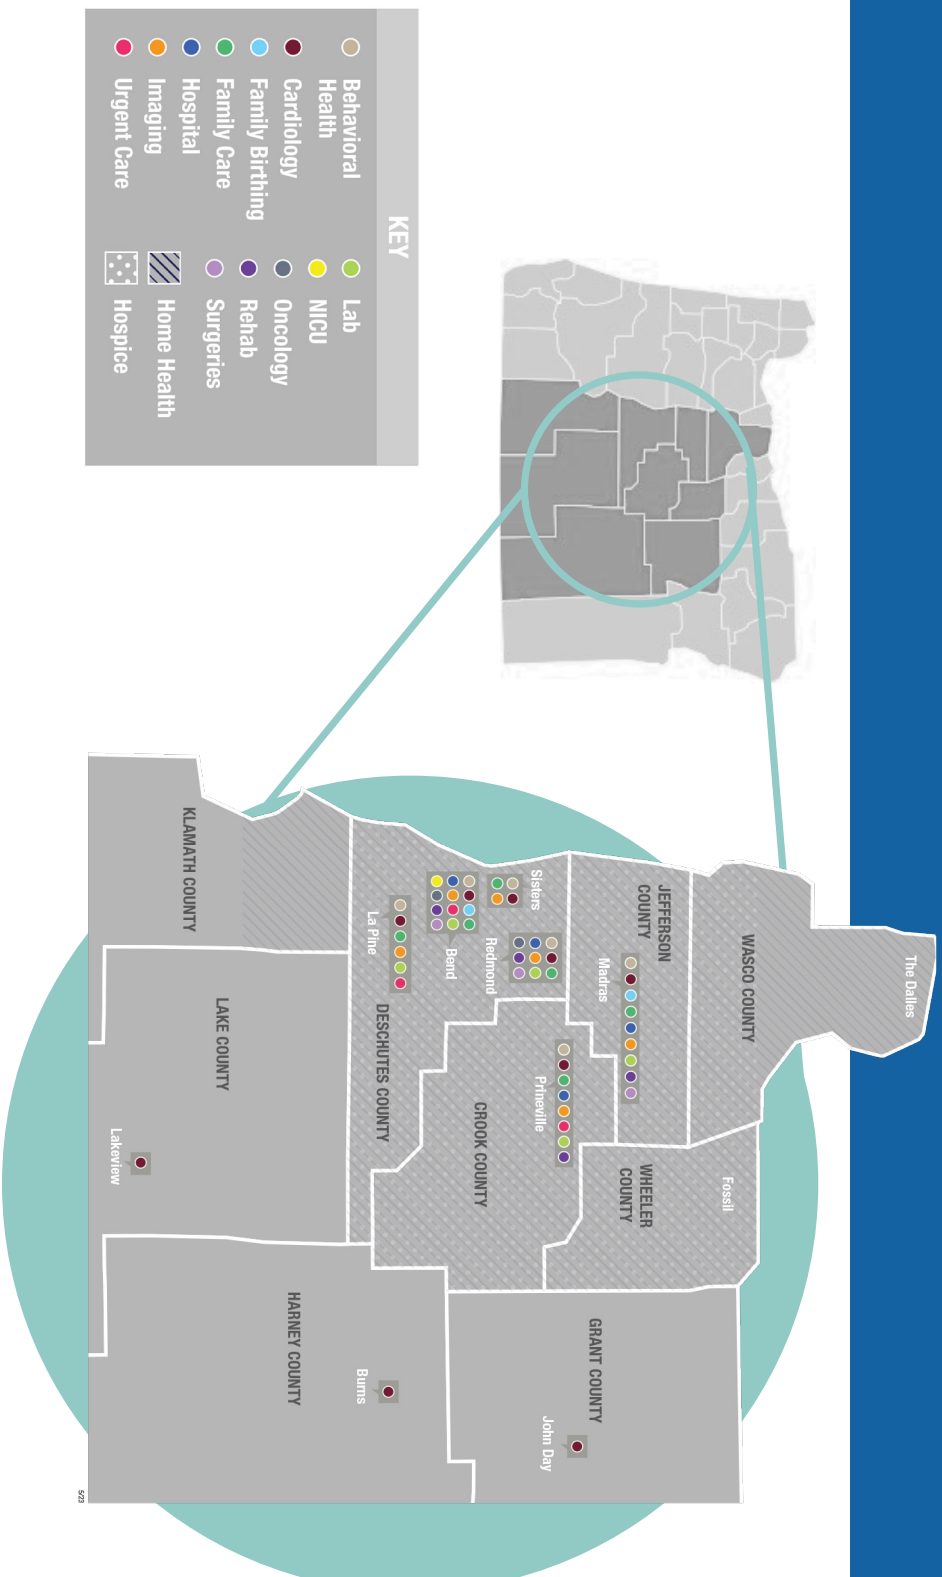 KEY
Behavioral
Health
Cardiology
Family Birthing
Family Care
Hospital
Imaging
Urgent Care
Lab
NICU
Oncology
Rehab
Surgeries
Home Health
Hospice
The Dalles
WASCO COUNTY
JEFFERSON
COUNTY
Madras
Fossil
WHEELER
COUNTY
GRANT COUNTY
John Day
Sisters
Redmond
Bend
La Pine
DESCHUTES COUNTY
Prineville
CROOK COUNTY
KLAMATH COUNTY
LAKE COUNTY
Lakeview
HARNEY COUNTY
Burns
5/23